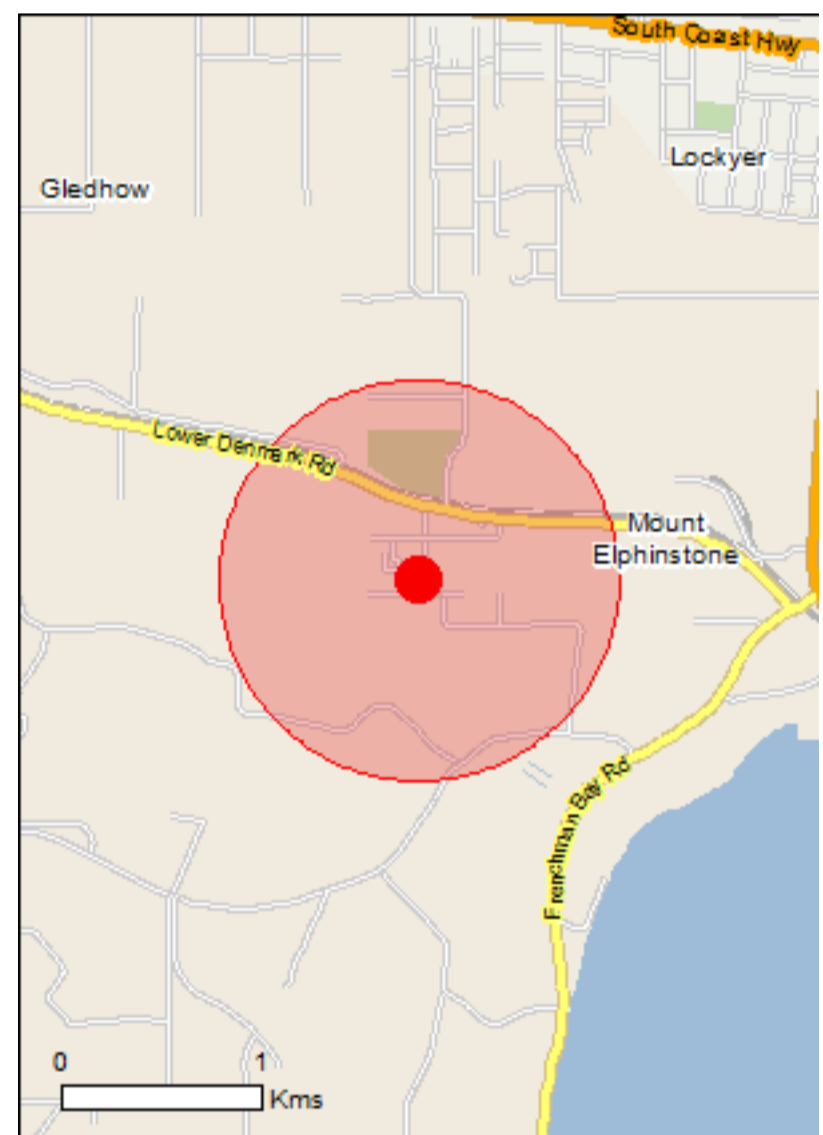 South Coast Hwy
Lockyer
Gledhow
Lower Denmark Rd
Mount
Elphinstone
Frenchman Bay Rd
0 1
Kms